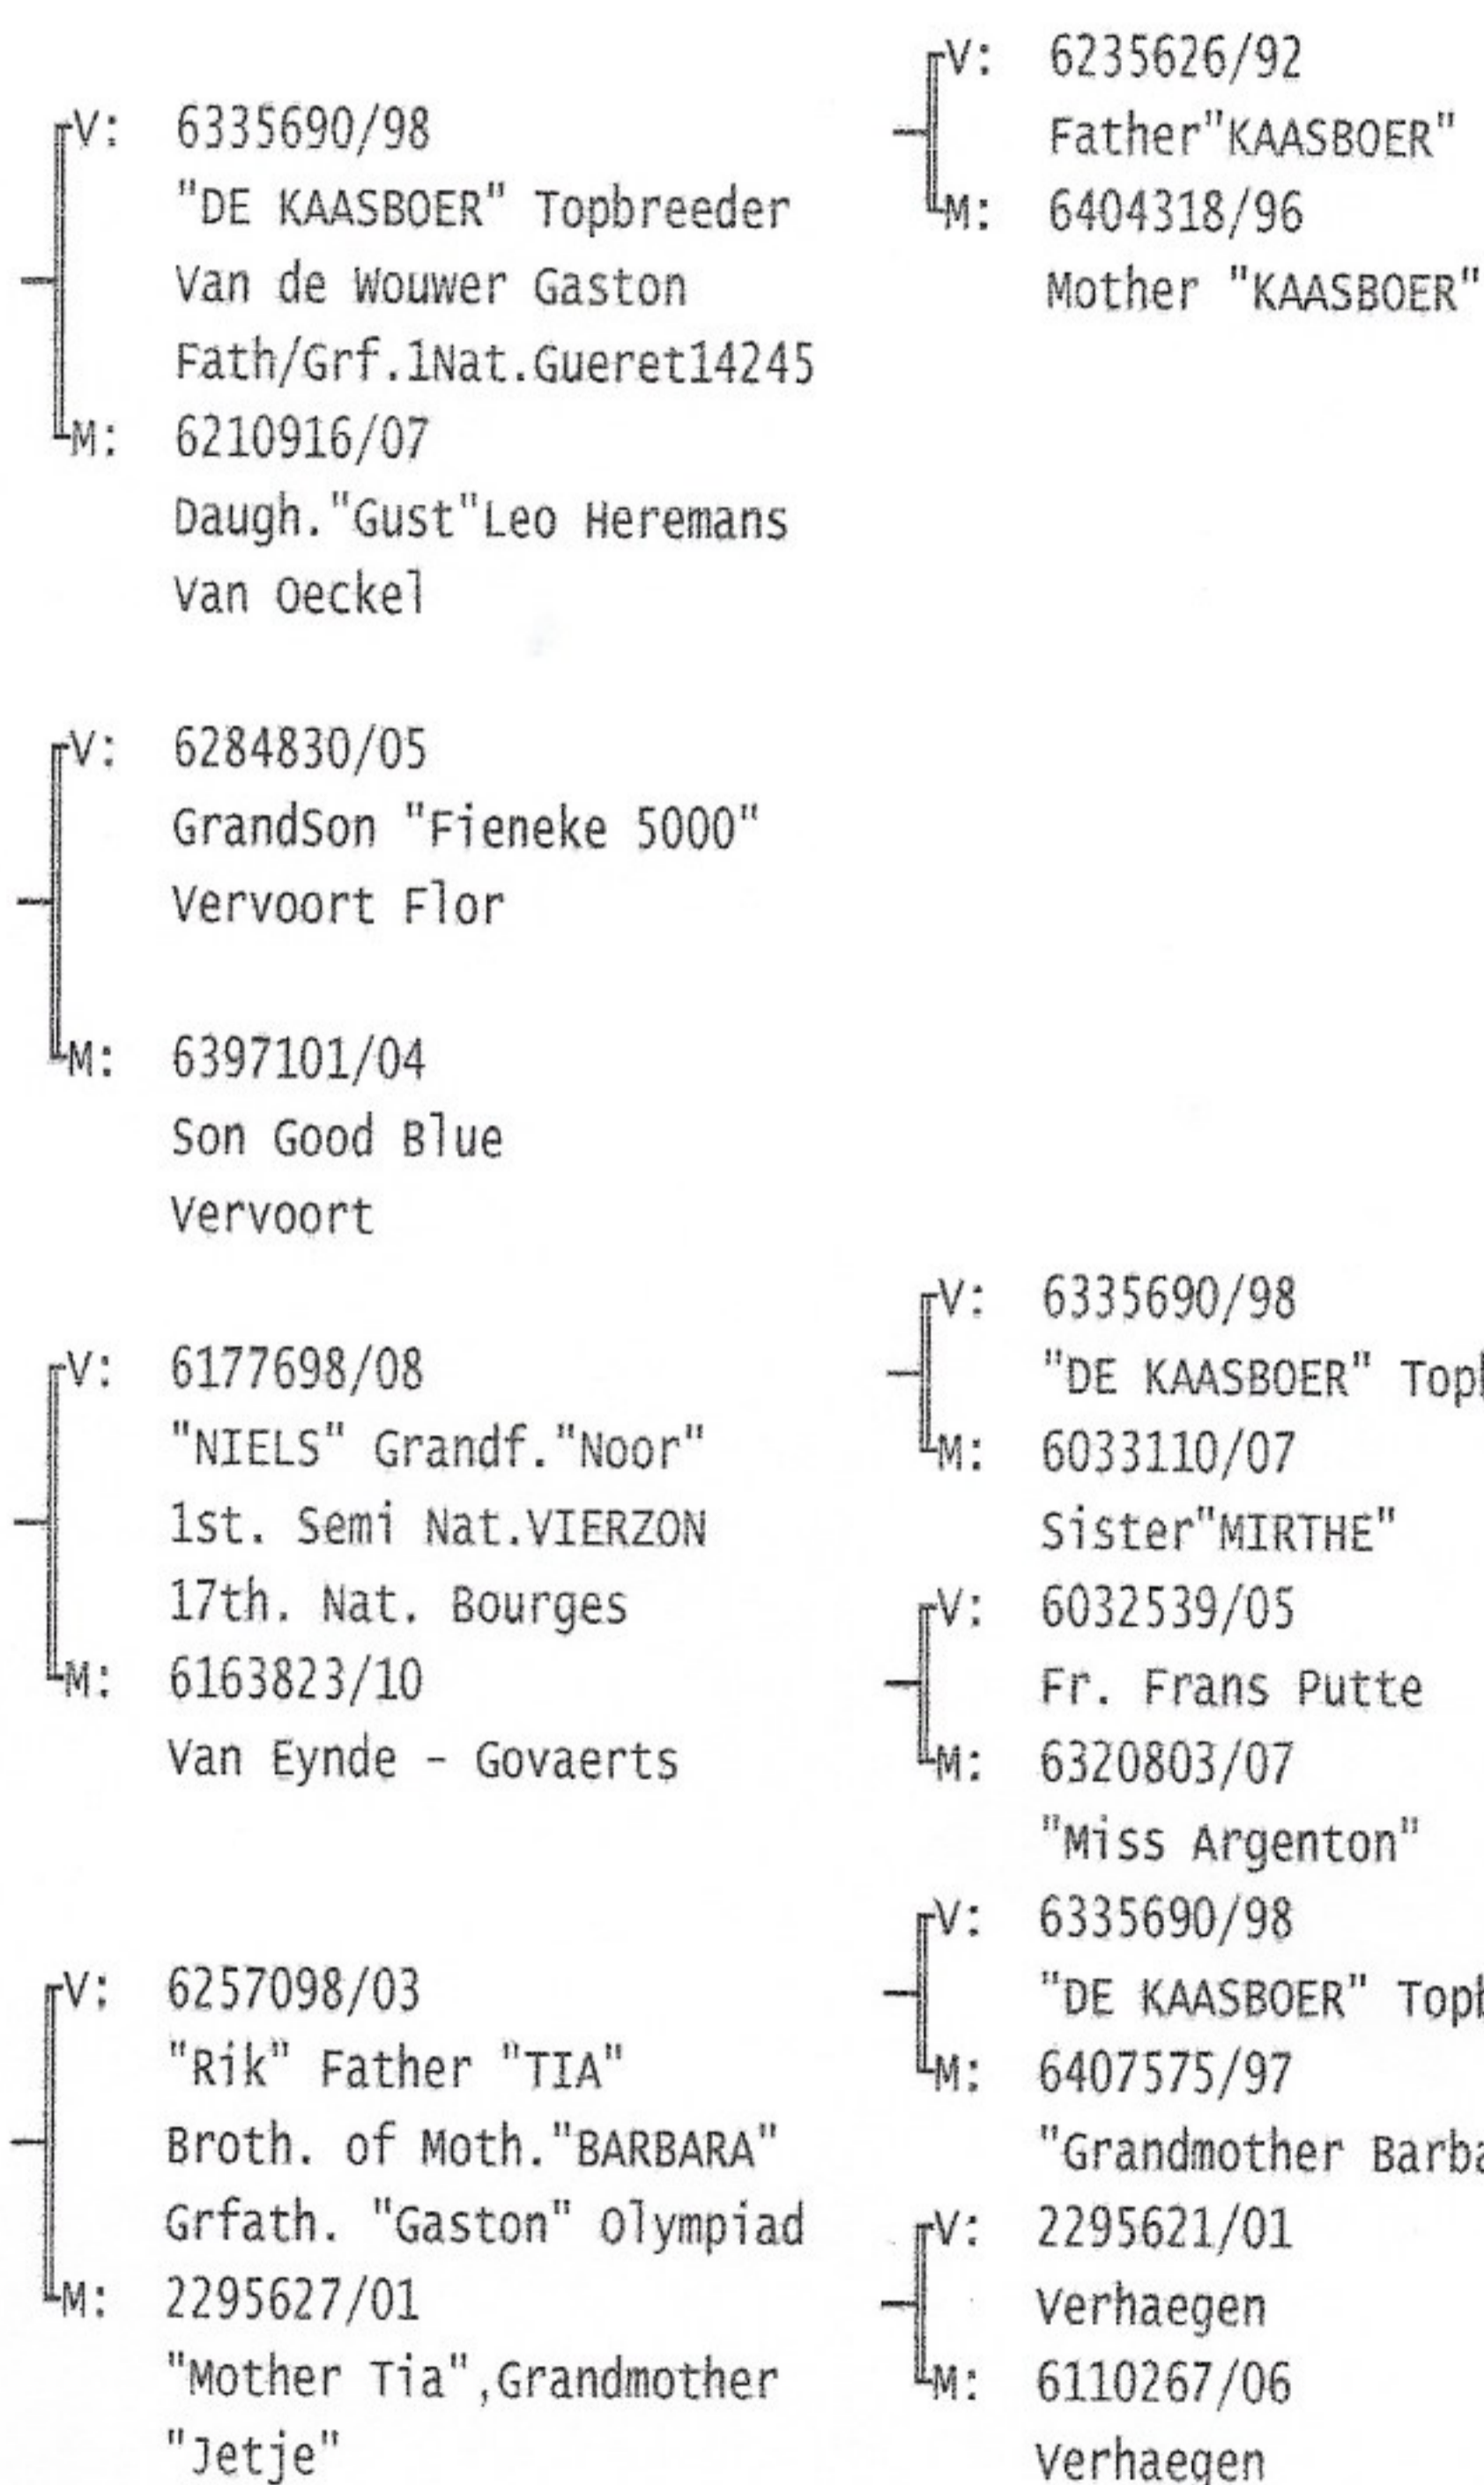 V: 6335690/98
"DE KAASBOER" Topbreeder
Van de Wouwer Gaston
Fath/Grf.1Nat.Gueret14245
M: 6210916/07
Daugh."Gust"Leo Heremans
Van Oeckel
V: 6284830/05
GrandSon "Fieneke 5000"
Vervoort Flor
M: 6397101/04
Son Good Blue
Vervoort
V: 6177698/08
"NIELS" Grandf."Noor"
1st. Semi Nat.VIERZON
17th. Nat. Bourges
M: 6163823/10
Van Eynde - Govaerts
V: 6257098/03
"Rik" Father "TIA"
Broth. of Moth."BARBARA"
Grfath. "Gaston" Olympiad
M: 2295627/01
"Mother Tia",Grandmother
"Jetje"
V: 6235626/92
Father"KAASBOER"
M: 6404318/96
Mother "KAASBOER"
V: 6335690/98
"DE KAASBOER"
M: 6033110/07
Sister"MIRTHE"
V: 6032539/05
Fr. Frans Putte
M: 6320803/07
"Miss Argenton"
V: 6335690/98
"DE KAASBOER"
M: 6407575/97
"Grandmother
V: 2295621/01
Verhaegen
M: 6110267/06
Verhaegen